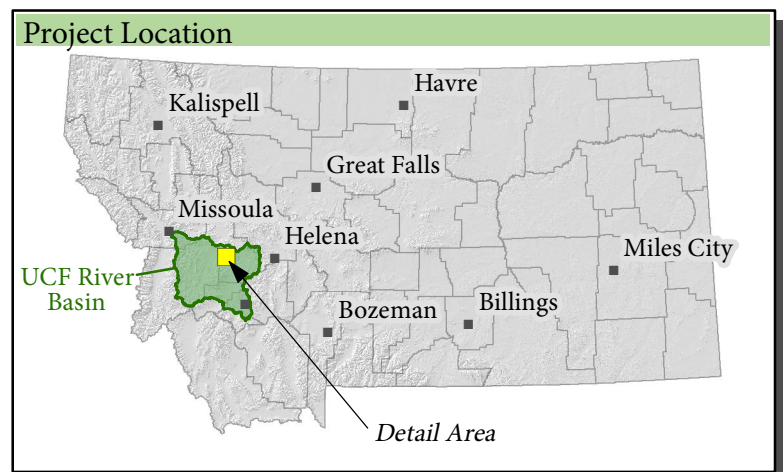 Project Location
Havre
Kalispell
Great Falls
Missoula
Helena
Miles City
UCF River
Basin
Bozeman
Billings
Detail Area